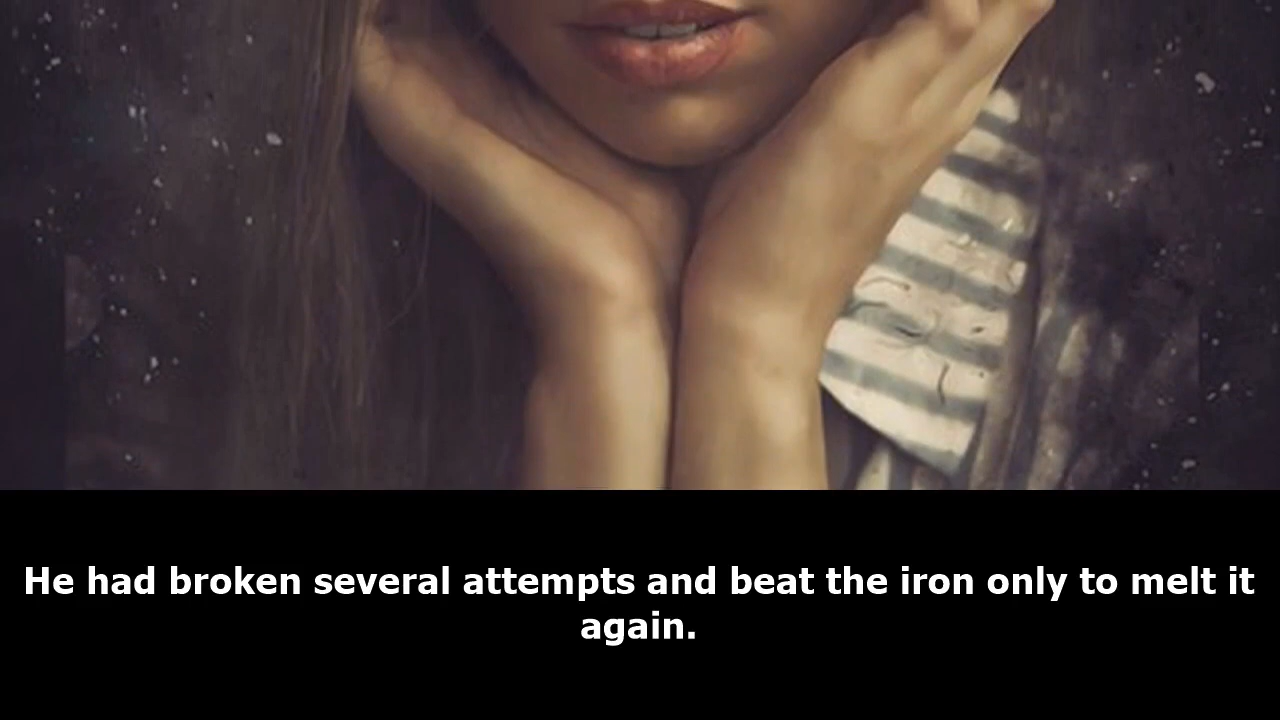 He had broken several attempts and beat the iron only to melt it
again.